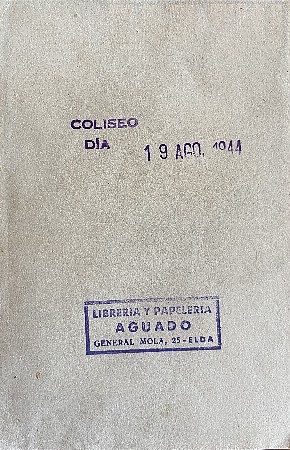 COLISEO
DÍA
19 AGO. 1944
LIBRERIA Y PAPELERIA
AGUADO
GENERAL MOLA, 25-ELDA